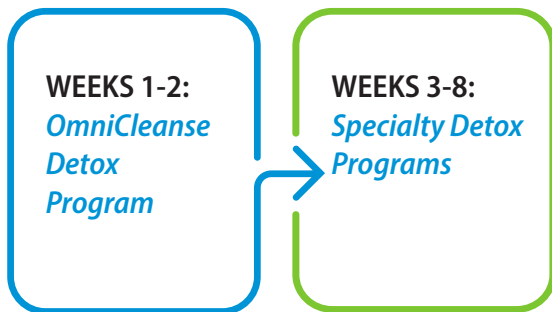 WEEKS 1-2:
OmniCleanse
Detox
Program
WEEKS 3-8:
Specialty Detox
Programs